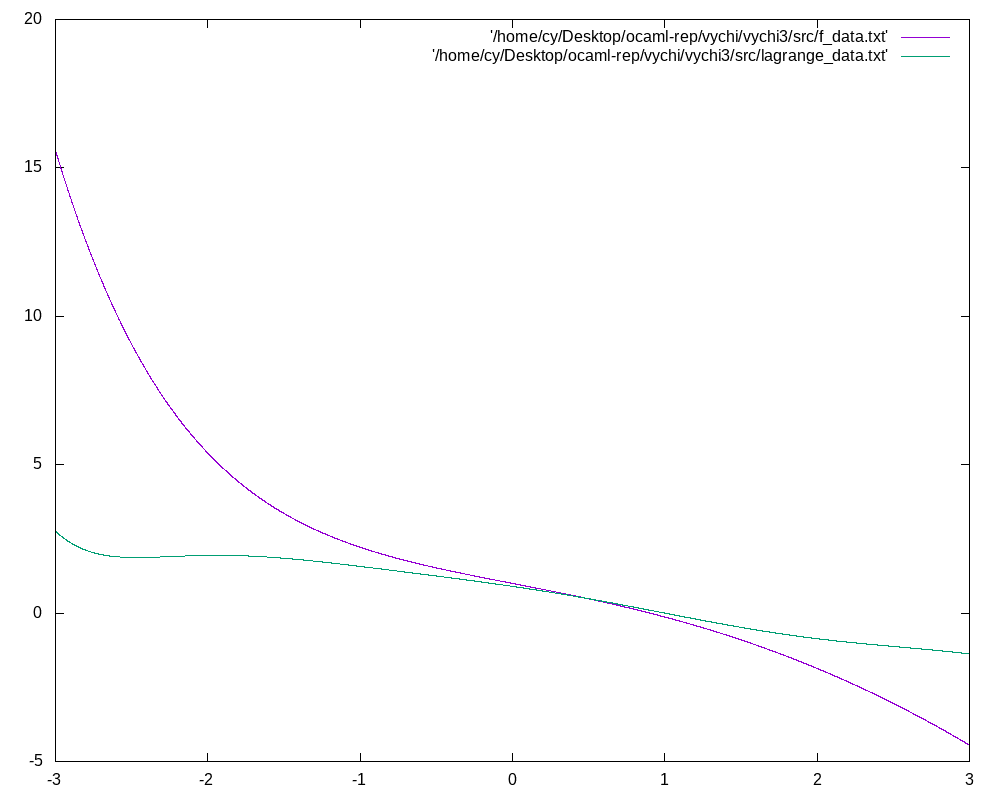 20
'/home/cy/Desktop/ocaml-rep/vychi/vychi3/src/f_data.txt'
'/home/cy/Desktop/ocaml-rep/vychi/vychi3/src/lagrange_data.txt'
15
10
5
0
-5
-3 -2 -1 0 1 2 3